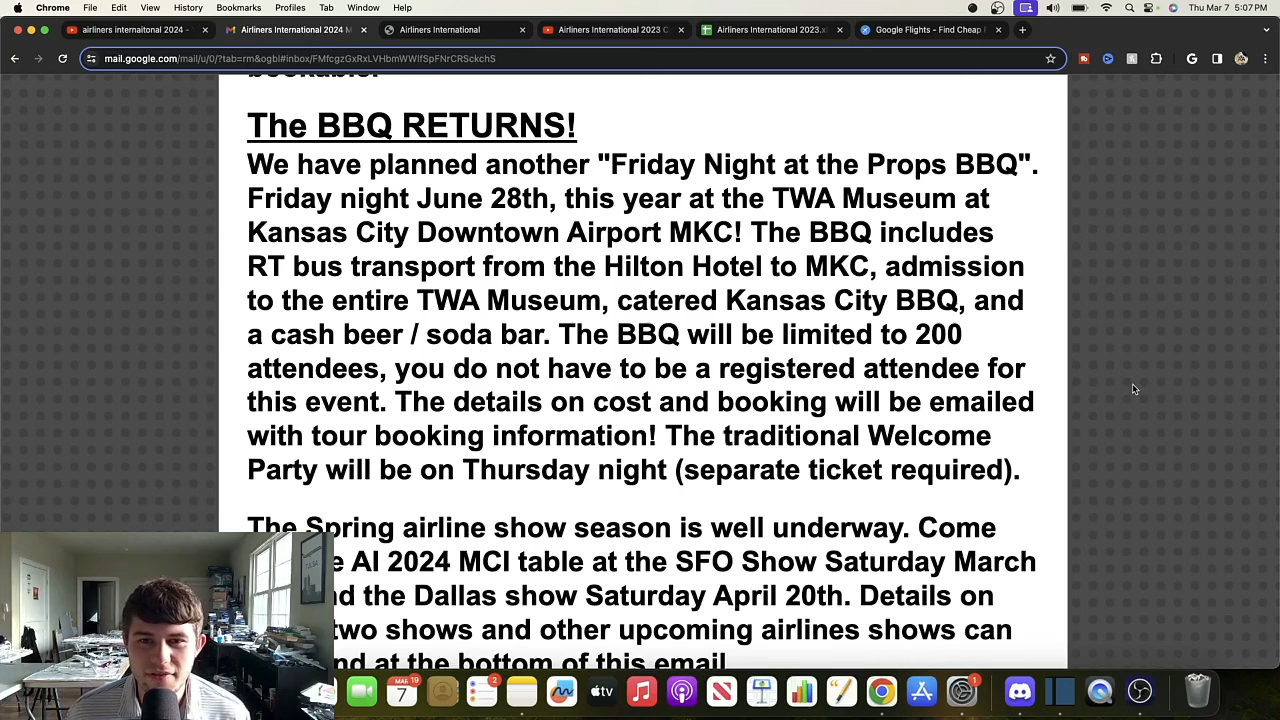 Chrome File Edit View History Bookmarks Profiles Tab Window Help Thu Mar 7 5:07 PM
airliners internaitonal 2024 - Airliners International 2024 M Airliners International Airliners International 2023 C Airliners International 2023.x Google Flights - Find Cheap F
mail.google.com/mail/u/0/?tab=rm&ogbl#inbox/
bookable.
The BBQ RETURNS!
We have planned another "Friday Night at the Props BBQ".
Friday night June 28th, this year at the TWA Museum at
Kansas City Downtown Airport MKC! The BBQ includes
RT bus transport from the Hilton Hotel to MKC, admission
to the entire TWA Museum, catered Kansas City BBQ, and
a cash beer / soda bar. The BBQ will be limited to 200
attendees, you do not have to be a registered attendee for
this event. The details on cost and booking will be emailed
with tour booking information! The traditional Welcome
Party will be on Thursday night (separate ticket required).
The Spring airline show season is well underway. Come
AI 2024 MCI table at the SFO Show Saturday March
the Dallas show Saturday April 20th. Details on
two shows and other upcoming airlines shows can
at the bottom of this email
7 2 tv 1